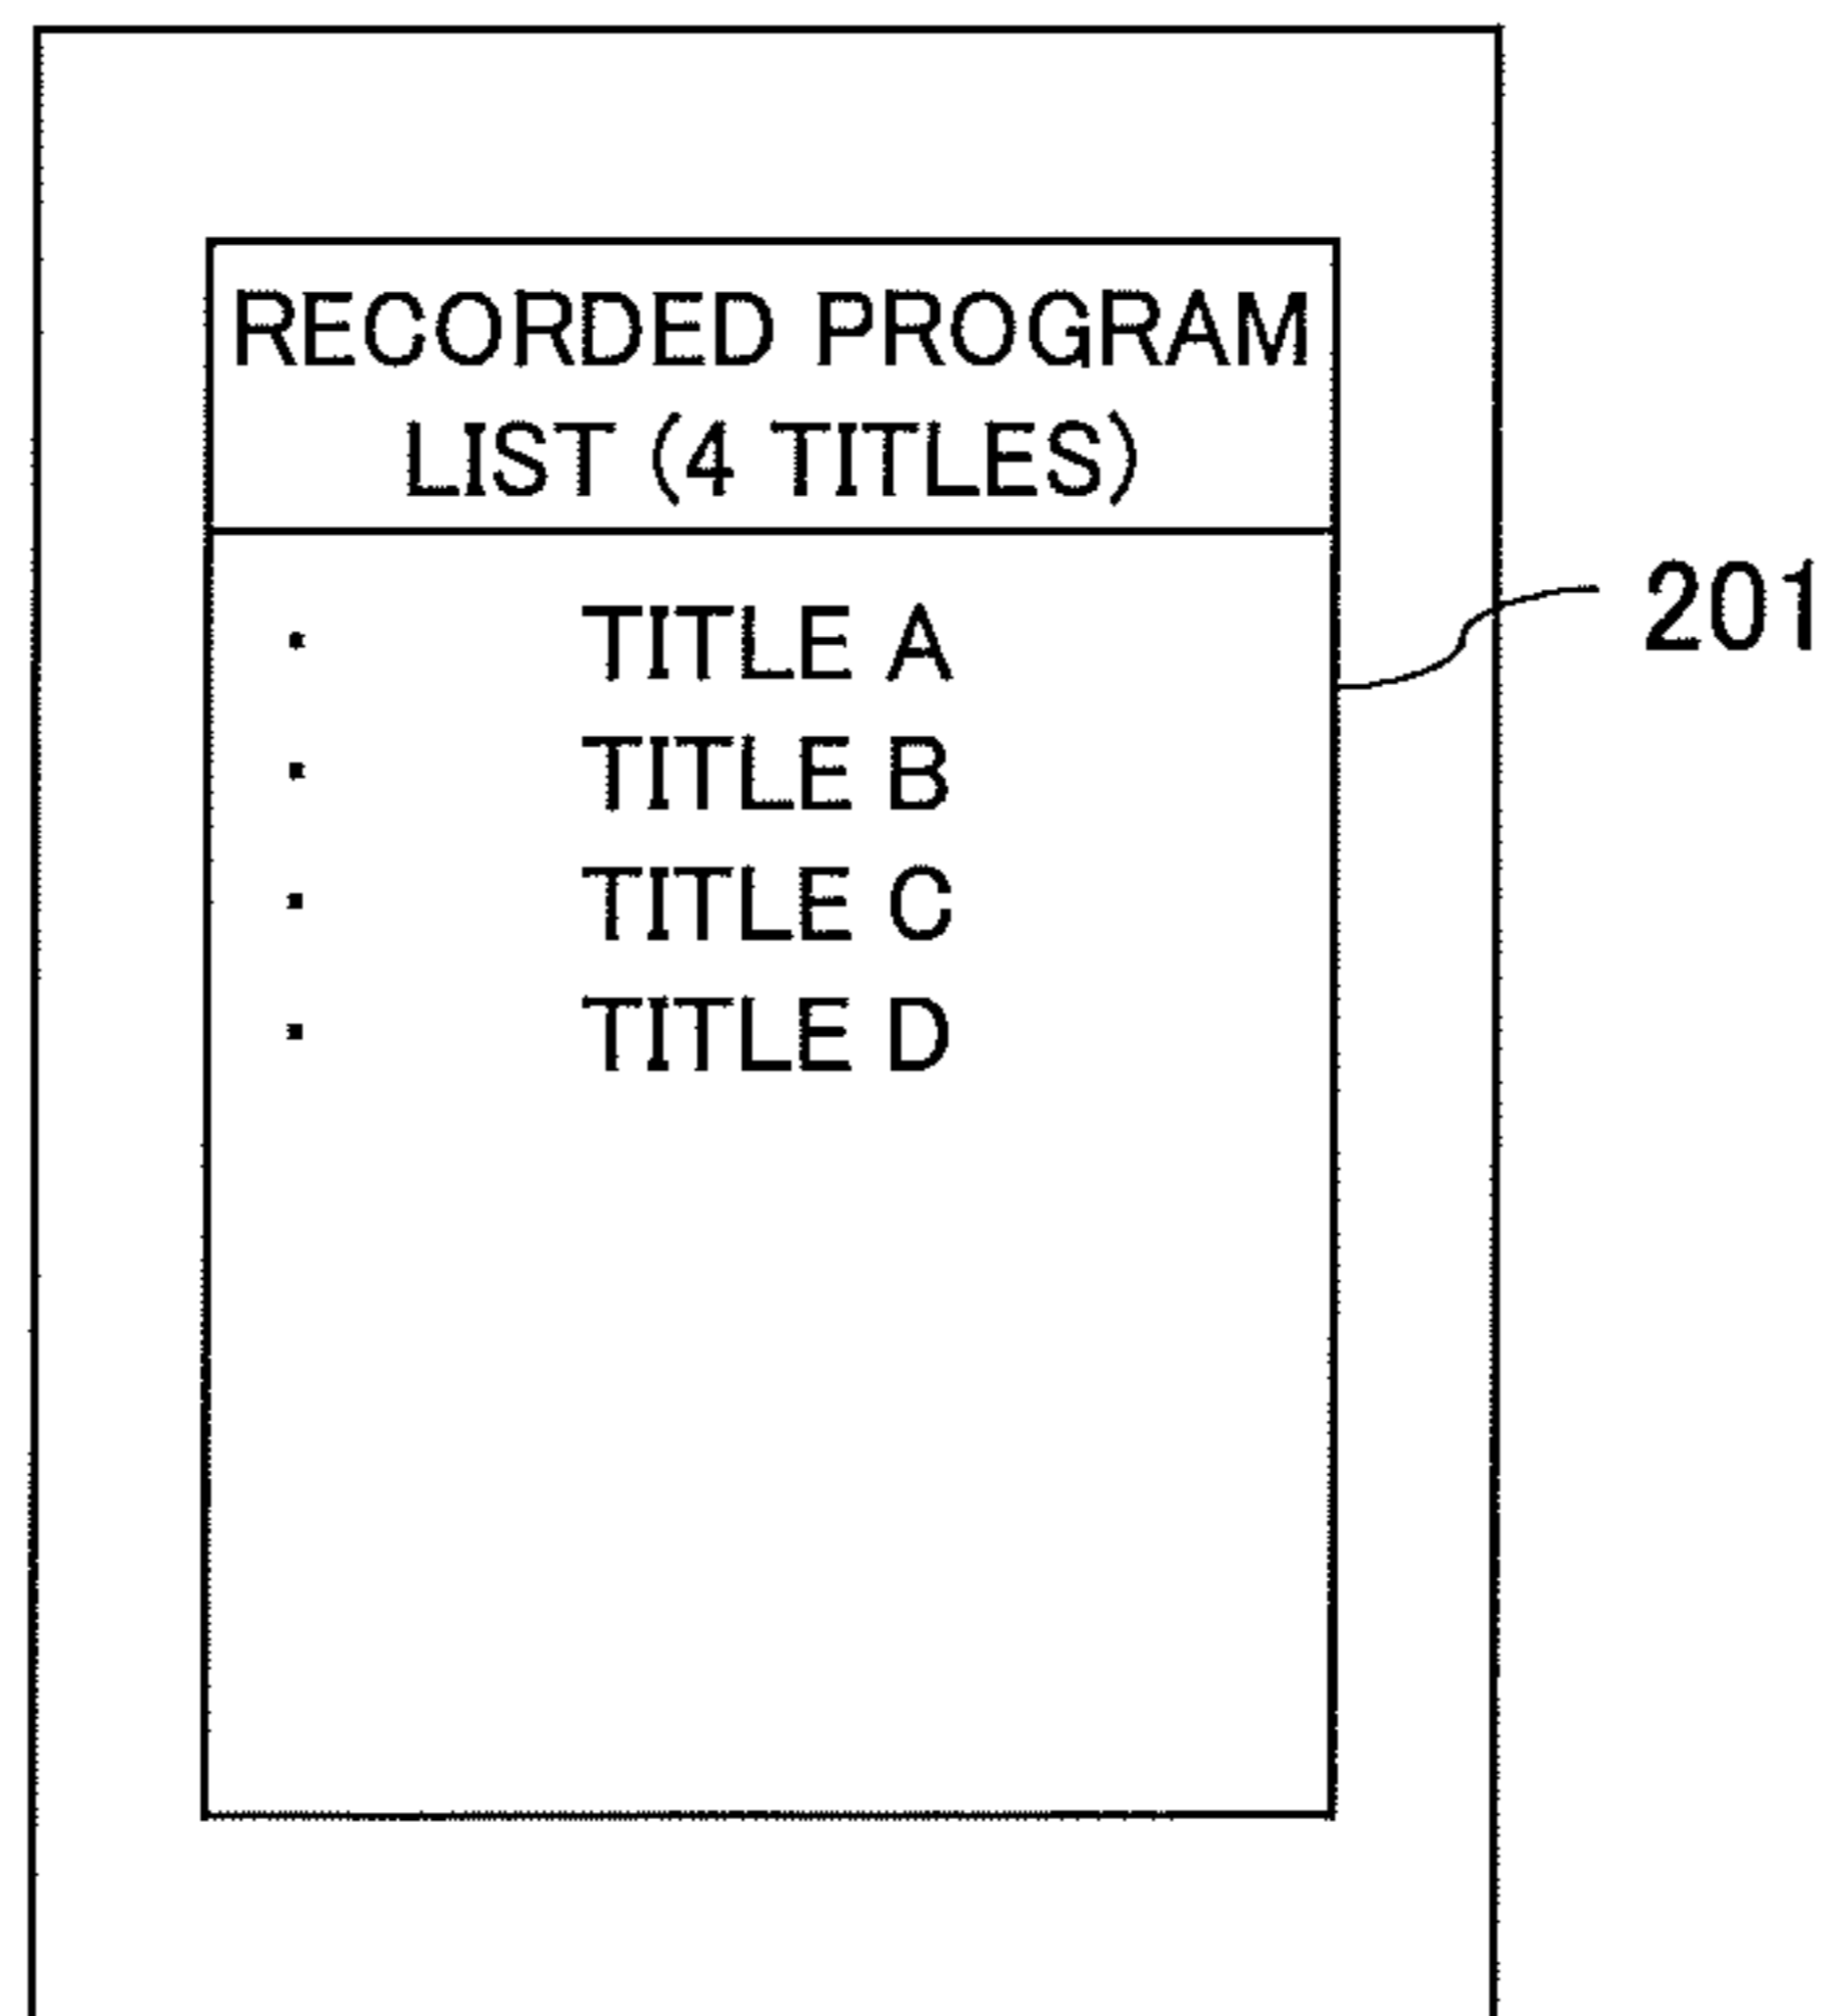 RECORDED PROGRAM
LIST (4 TITLES)
・ TITLE A
・ TITLE B
・ TITLE C
・ TITLE D
201